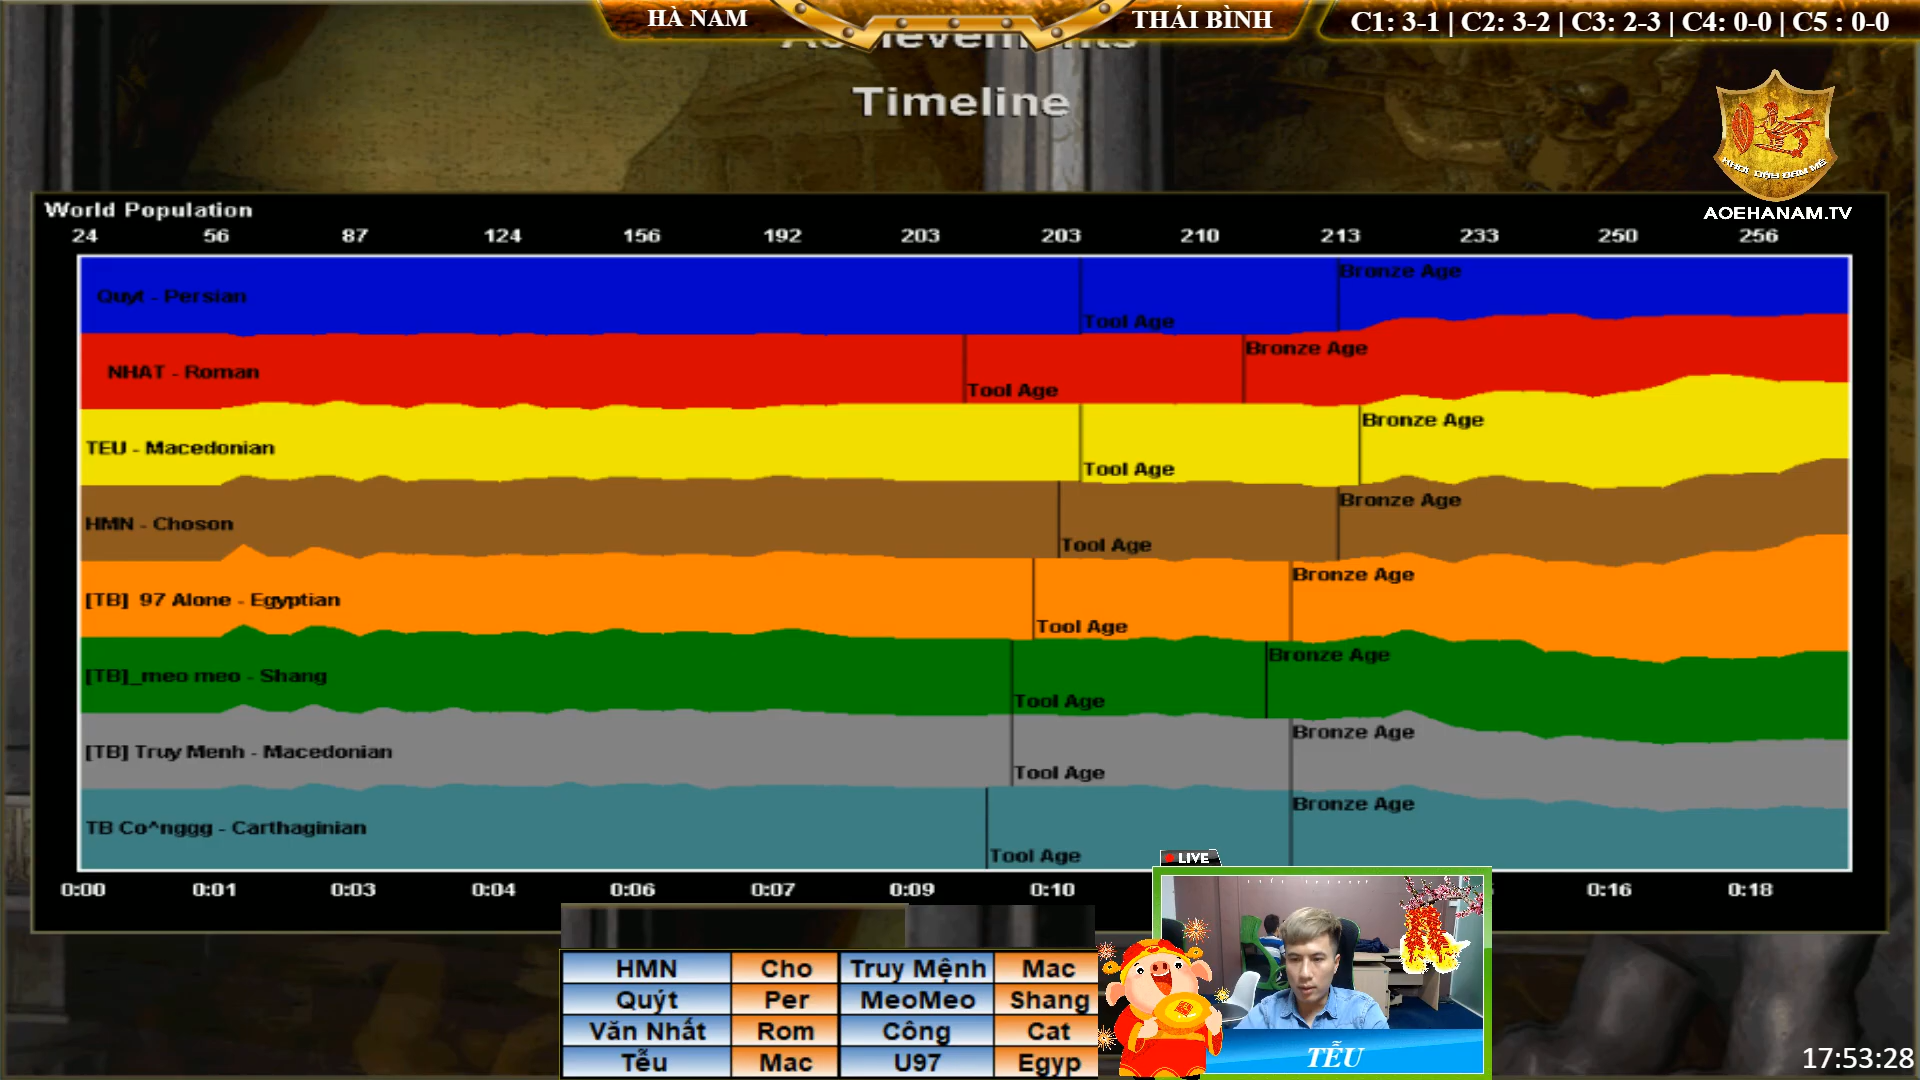 HÀ NAM
THÁI BÌNH
C1: 3-1 | C2: 3-2 | C3: 2-3 | C4: 0-0 | C5 : 0-0
Achievements
Timeline
KHƠI DẬY ĐAM MÊ
AOEHANAM.TV
World Population
24 56 87 124 156 192 203 203 210 213 233 250 256
Quyt - Persian
Tool Age
Bronze Age
NHAT - Roman
Tool Age
Bronze Age
TEU - Macedonian
Tool Age
Bronze Age
HMN - Choson
Tool Age
Bronze Age
[TB] 97 Alone - Egyptian
Tool Age
Bronze Age
[TB]_meo meo - Shang
Tool Age
Bronze Age
[TB] Truy Menh - Macedonian
Tool Age
Bronze Age
TB Co^nggg - Carthaginian
Tool Age
Bronze Age
0:00 0:01 0:03 0:04 0:06 0:07 0:09 0:10 0:16 0:18
LIVE
HMN Cho Truy Mệnh Mac
Quýt Per MeoMeo Shang
Văn Nhất Rom Công Cat
Tễu Mac U97 Egyp
TỄU
17:53:28